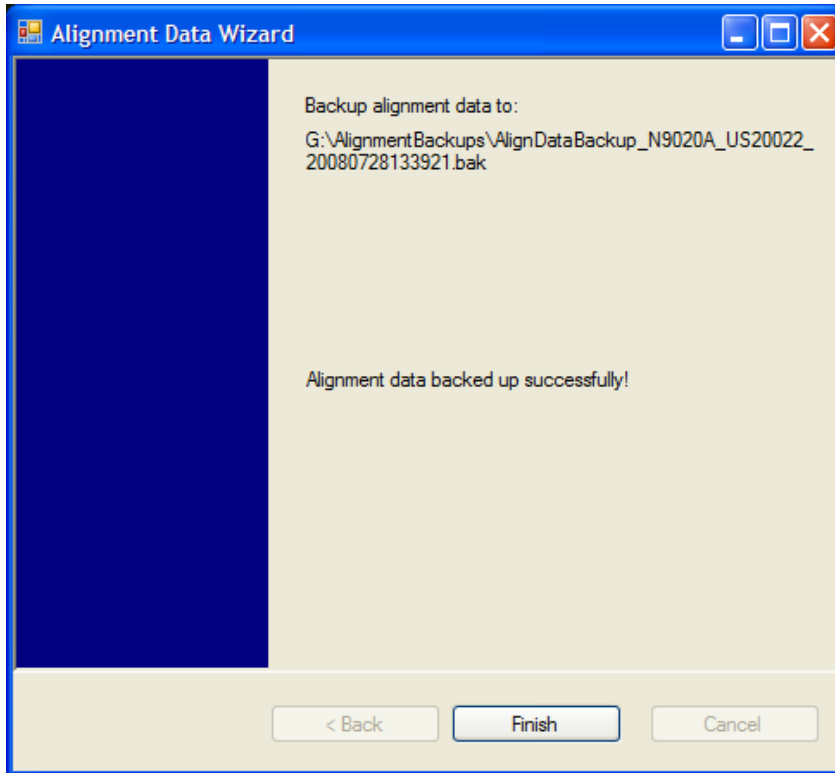 Alignment Data Wizard
Backup alignment data to:
G:\AlignmentBackups\AlignDataBackup_N9020A_US20022_
20080728133921.bak
Alignment data backed up successfully!
< Back
Finish
Cancel